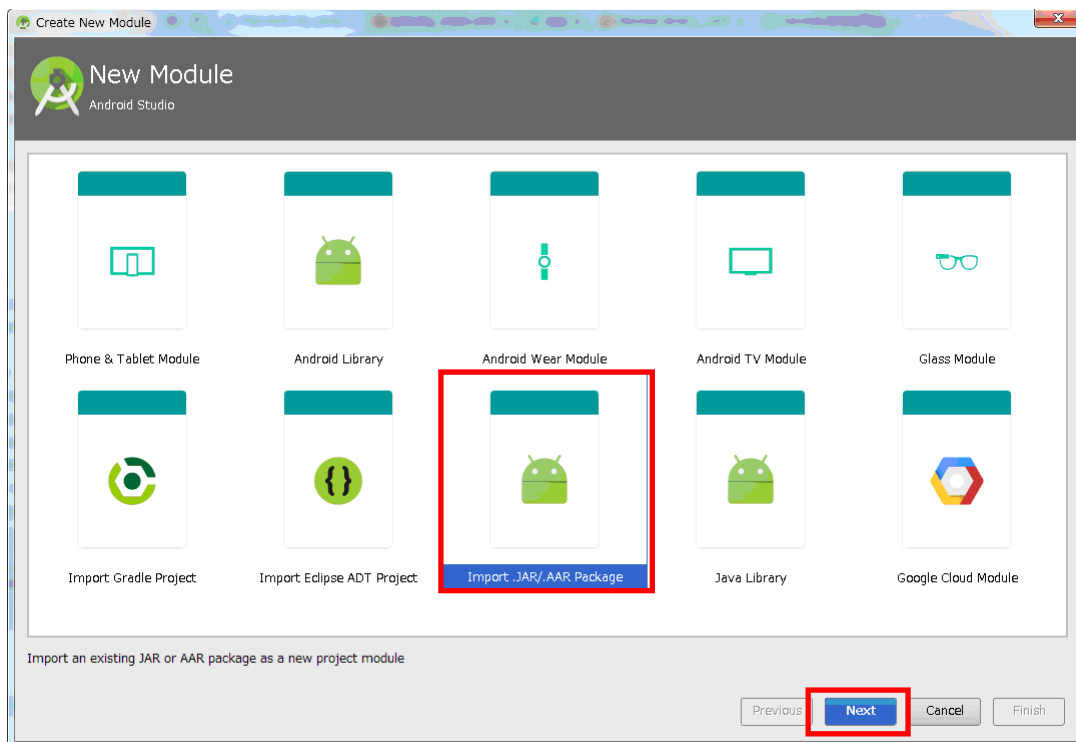 Create New Module
New Module
Android Studio
Phone & Tablet Module
Android Library
Android Wear Module
Android TV Module
Glass Module
{}
Import Gradle Project
Import Eclipse ADT Project
Import .JAR/.AAR Package
Java Library
Google Cloud Module
Import an existing JAR or AAR package as a new project module
Previous
Next
Cancel
Finish